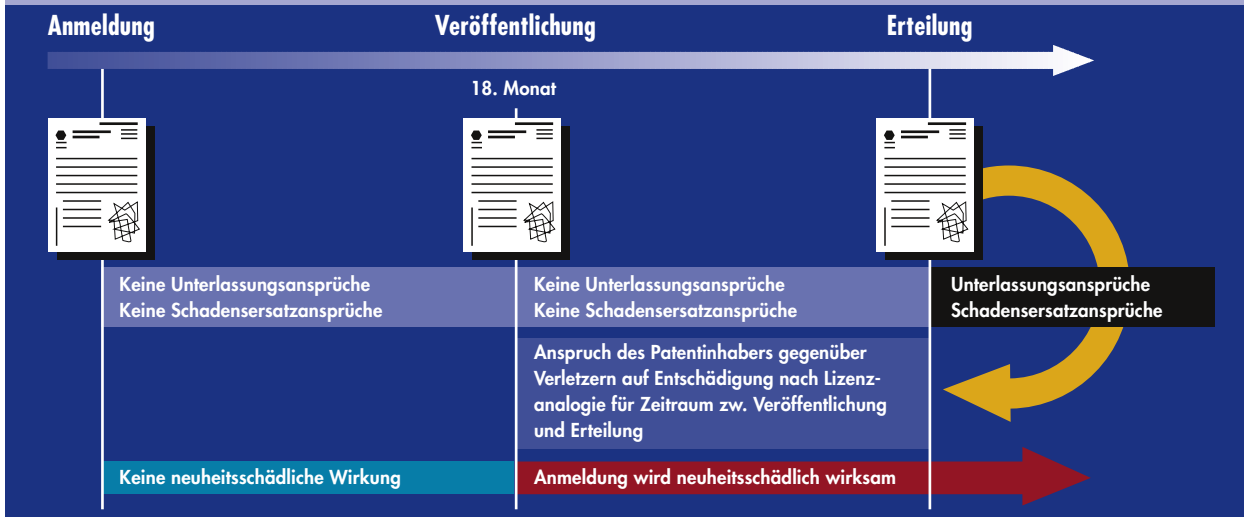 Anmeldung
Veröffentlichung
Erteilung
18. Monat
Keine Unterlassungsansprüche
Keine Schadensersatzansprüche
Keine Unterlassungsansprüche
Keine Schadensersatzansprüche
Unterlassungsansprüche
Schadensersatzansprüche
Anspruch des Patentinhabers gegenüber
Verletzern auf Entschädigung nach Lizenz-
analogie für Zeitraum zw. Veröffentlichung
und Erteilung
Keine neuheitsschädliche Wirkung
Anmeldung wird neuheitsschädlich wirksam